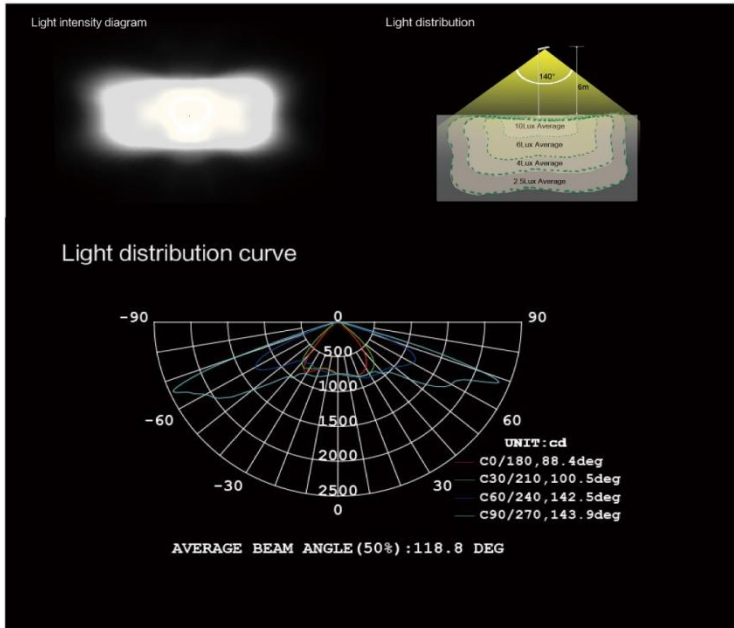 Light intensity diagram
Light distribution
140°
6m
10Lux Average
6Lux Average
4Lux Average
2.5Lux Average
Light distribution curve
-90 0 90
500
1000
-60 60
1500
UNIT:cd
2000
C0/180,88.4deg
-30 30
2500
C30/210,100.5deg
0
C60/240,142.5deg
C90/270,143.9deg
AVERAGE BEAM ANGLE(50%):118.8 DEG